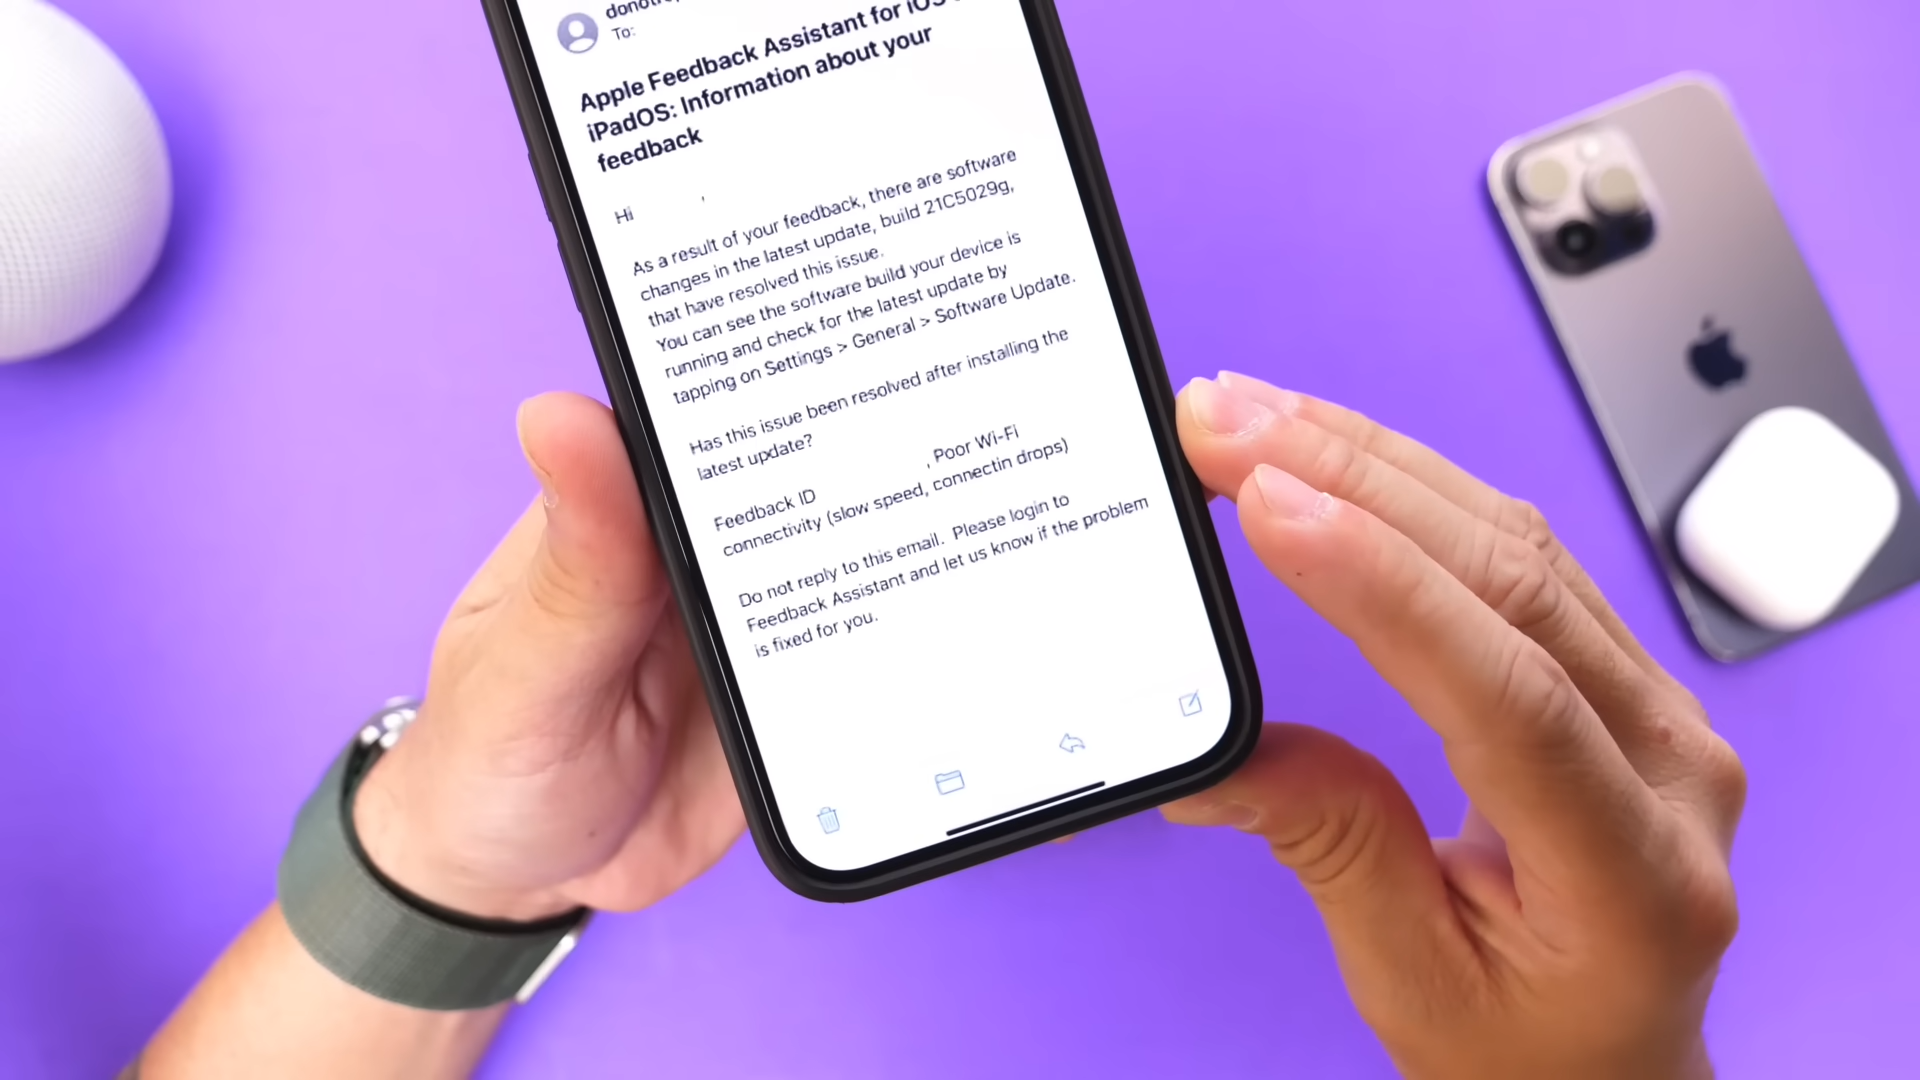 To:
Apple Feedback Assistant for iOS
iPadOS: Information about your
feedback
Hi ,
As a result of your feedback, there are software
changes in the latest update, build 21C5029g,
that have resolved this issue.
You can see the software build your device is
running and check for the latest update by
tapping on Settings > General > Software Update.
Has this issue been resolved after installing the
latest update?
Feedback ID , Poor Wi-Fi
connectivity (slow speed, connectin drops)
Do not reply to this email. Please login to
Feedback Assistant and let us know if the problem
is fixed for you.